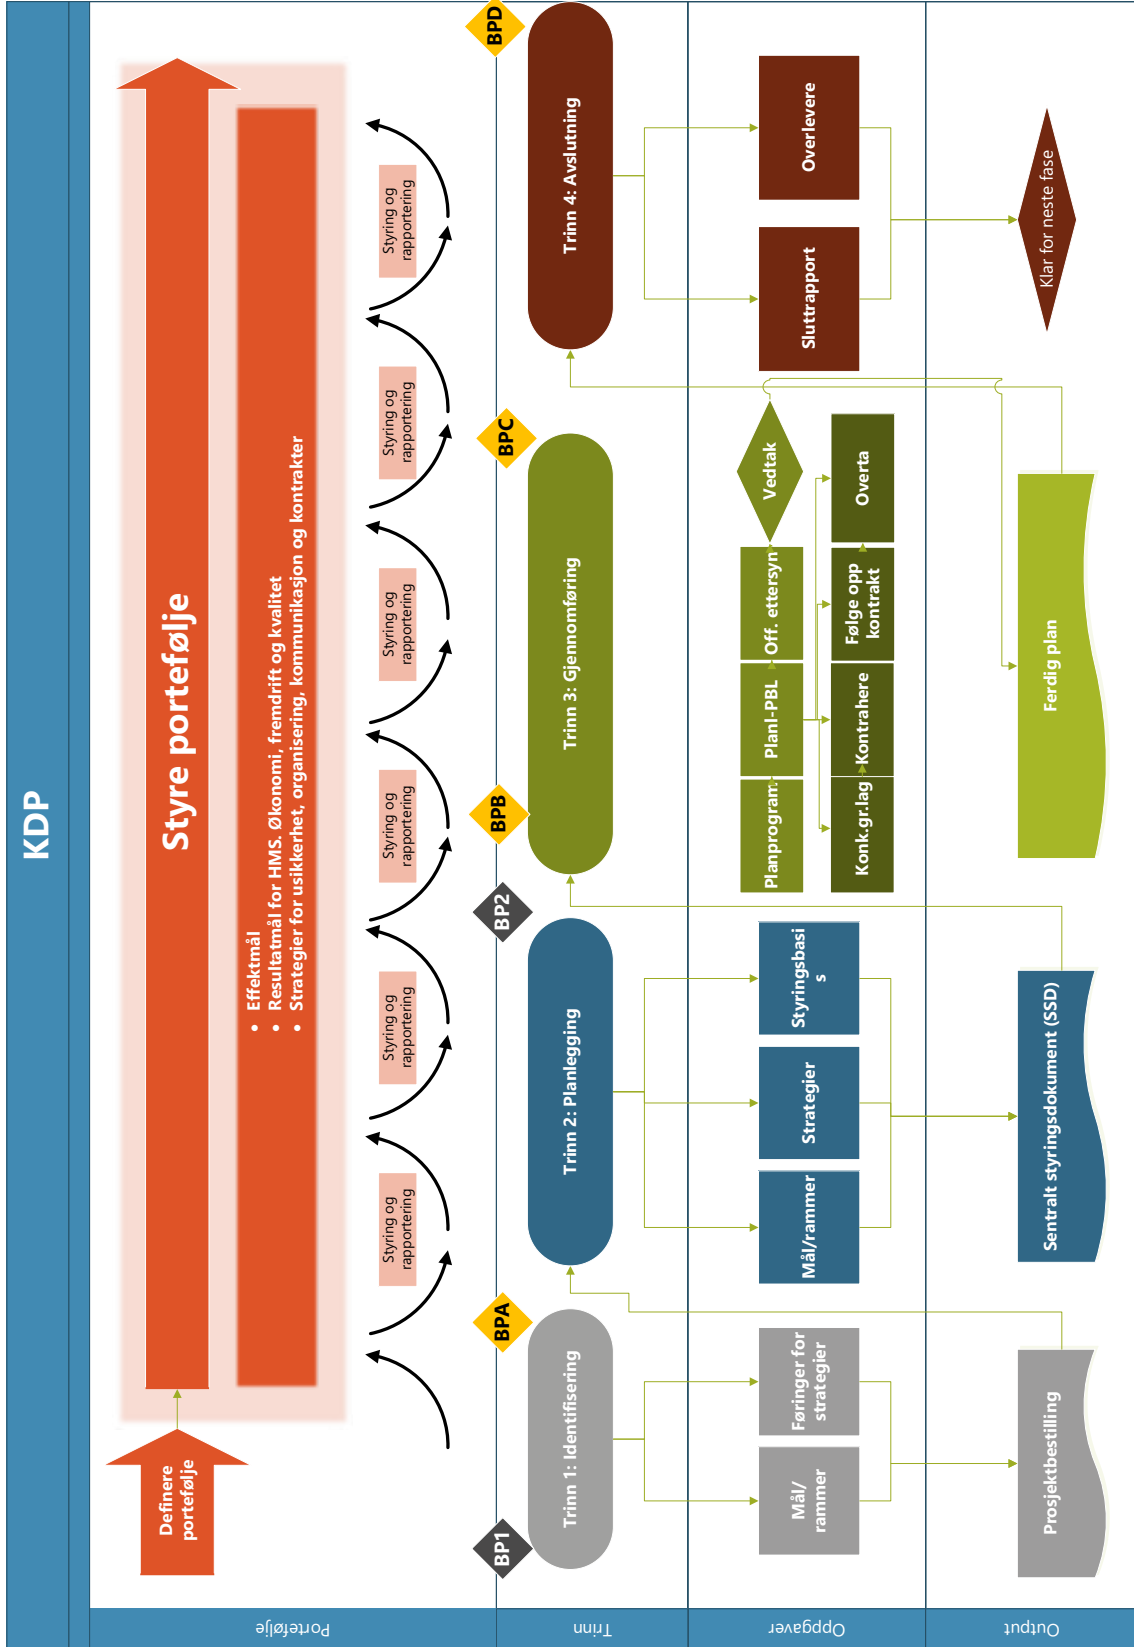 KDP
Portefølje
Definere
portefølje
Styre portefølje
• Effektmål
• Resultatmål for HMS. Økonomi, fremdrift og kvalitet
• Strategier for usikkerhet, organisering, kommunikasjon og kontrakter
Styring og
rapportering
Styring og
rapportering
Styring og
rapportering
Styring og
rapportering
Styring og
rapportering
Styring og
rapportering
Trinn
BP1
Trinn 1: Identifisering
BPA
Trinn 2: Planlegging
BP2
BPB
Trinn 3: Gjennomføring
BPC
Trinn 4: Avslutning
BPD
Oppgaver
Mål/
rammer
Føringer for
strategier
Mål/rammer
Strategier
Styringsbasi
s
Planprogram
Planl-PBL
Off. ettersyn
Vedtak
Konk.gr.lag
Kontrahere
Følge opp
kontrakt
Overta
Sluttrapport
Overlevere
Output
Prosjektbestilling
Sentralt styringsdokument (SSD)
Ferdig plan
Klar for neste fase